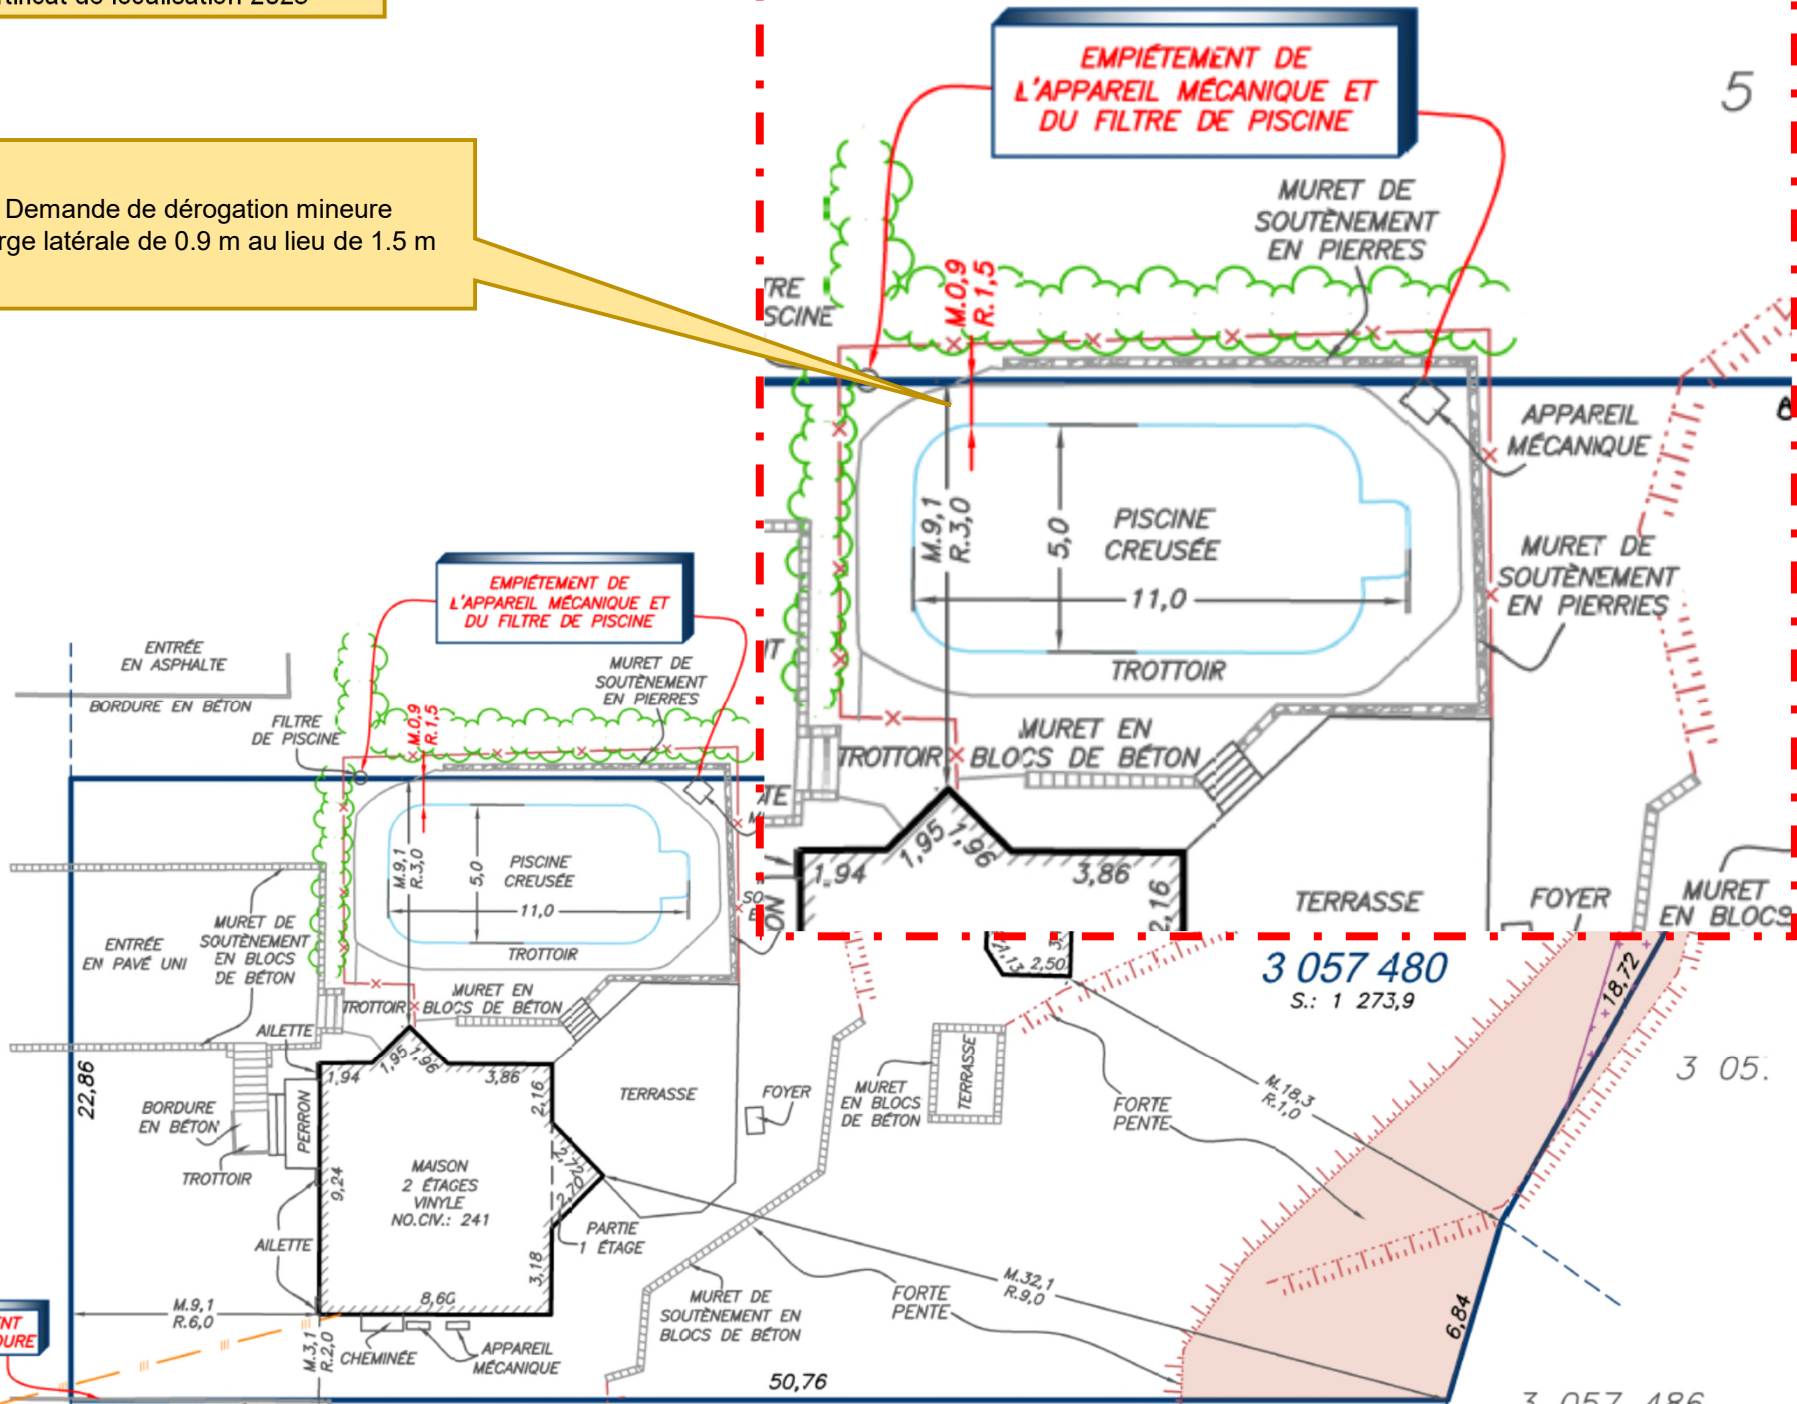 Demande de dérogation mineure
rge latérale de 0.9 m au lieu de 1.5 m
EMPIÉTEMENT DE
L'APPAREIL MÉCANIQUE ET
DU FILTRE DE PISCINE
5
MURET DE
SOUTÈNEMENT
EN PIERRES
M.0,9
R.1,5
TRE
SCINE
APPAREIL
MÉCANIQUE
M.9,1
R.3,0
5,0
PISCINE
CREUSÉE
11,0
MURET DE
SOUTÈNEMENT
EN PIERRIES
TROTTOIR
TROTTOIR
MURET EN
BLOCS DE BÉTON
1,94
1,95
1,96
3,86
2,16
TERRASSE
FOYER
MURET
EN BLOCS
EMPIÉTEMENT DE
L'APPAREIL MÉCANIQUE ET
DU FILTRE DE PISCINE
ENTRÉE
EN ASPHALTE
BORDURE EN BÉTON
FILTRE
DE PISCINE
M.0,9
R.1,5
MURET DE
SOUTÈNEMENT
EN PIERRES
M.9,1
R.3,0
5,0
PISCINE
CREUSÉE
11,0
TROTTOIR
ENTRÉE
EN PAVÉ UNI
MURET DE
SOUTÈNEMENT
EN BLOCS
DE BÉTON
TROTTOIR
MURET EN
BLOCS DE BÉTON
AILETTE
1,94
1,95
1,96
3,86
2,16
22,86
BORDURE
EN BÉTON
PERRON
TROTTOIR
9,24
MAISON
2 ÉTAGES
VINYLE
NO.CIV.: 241
2,72
2,70
PARTIE
1 ÉTAGE
AILETTE
3,18
8,60
M.9,1
R.6,0
M.3,1
R.2,0
CHEMINÉE
APPAREIL
MÉCANIQUE
TERRASSE
FOYER
MURET
EN BLOCS
DE BÉTON
TERRASSE
2,50
3 057 480
S.: 1 273,9
18,72
3 05
M.18,3
R.1,0
FORTE
PENTE
MURET DE
SOUTÈNEMENT EN
BLOCS DE BÉTON
FORTE
PENTE
M.32,1
R.9,0
6,84
50,76
3 057 486